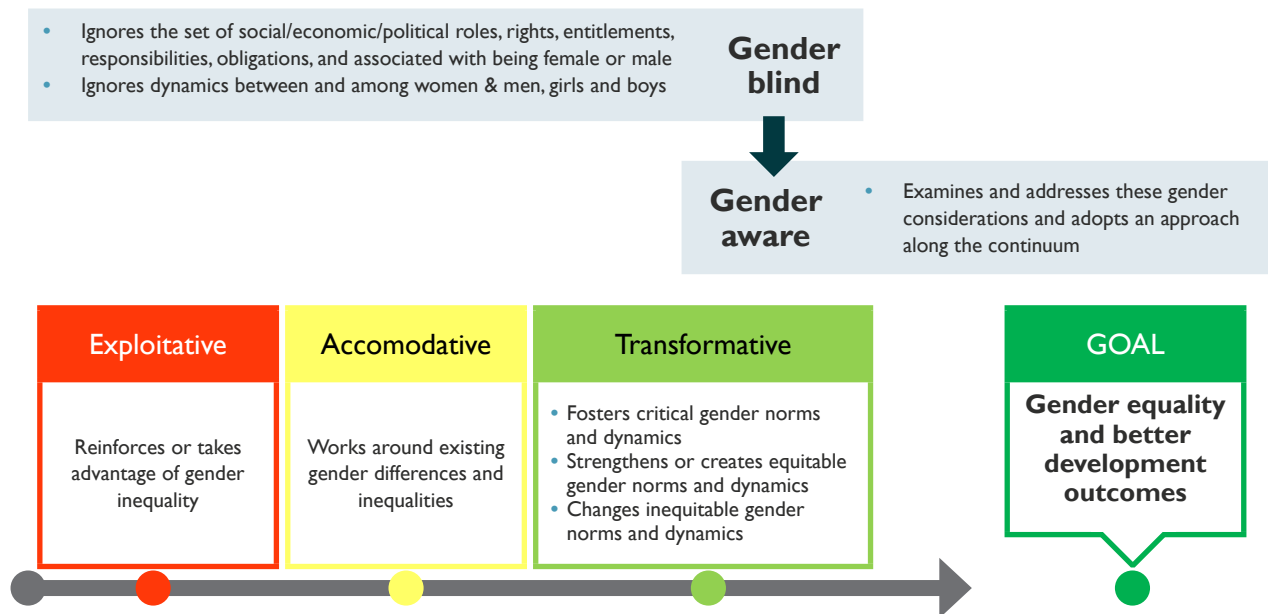 • Ignores the set of social/economic/political roles, rights, entitlements,
responsibilities, obligations, and associated with being female or male
• Ignores dynamics between and among women & men, girls and boys
Gender
blind
Gender
aware
• Examines and addresses these gender
considerations and adopts an approach
along the continuum
Exploitative
Reinforces or takes
advantage of gender
inequality
Accomodative
Works around existing
gender differences and
inequalities
Transformative
• Fosters critical gender norms
and dynamics
• Strengthens or creates equitable
gender norms and dynamics
• Changes inequitable gender
norms and dynamics
GOAL
Gender equality
and better
development
outcomes